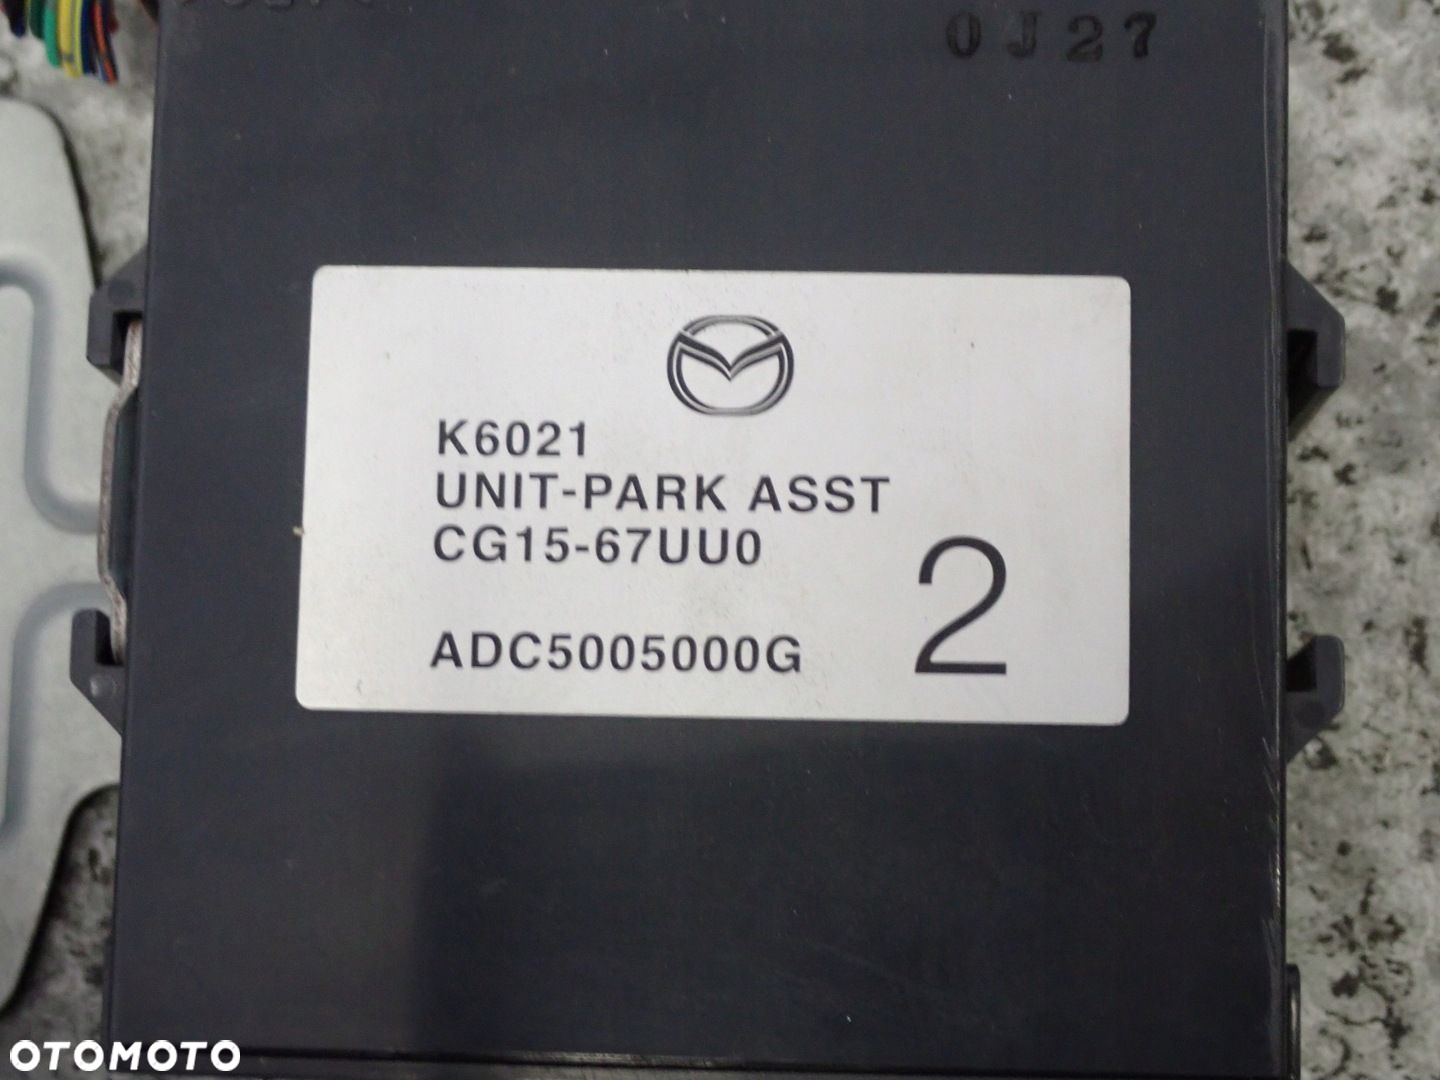 0J27
K6021
UNIT-PARK ASST
CG15-67UU0
2
ADC5005000G
OTOMOTO